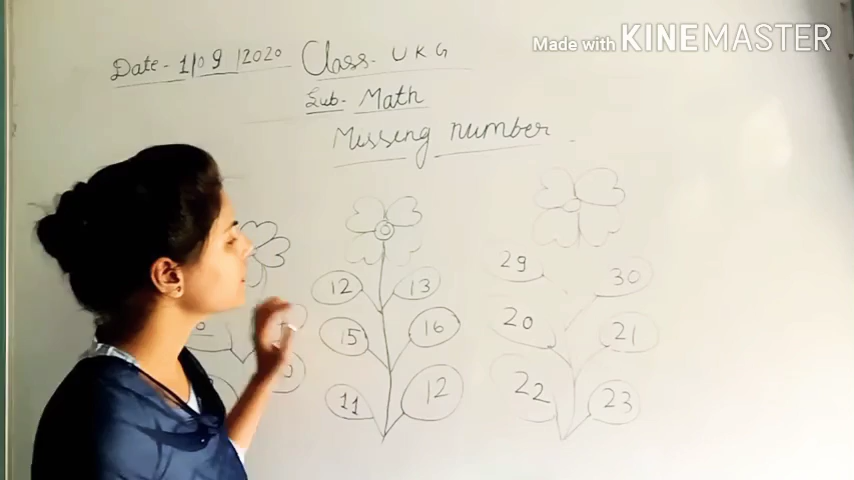 Made with KINEMASTER
Date - 1/09/2020 Class - UKG
Sub - Math
Missing number
29 30
12 13
20 21
15 16
22 23
11 12